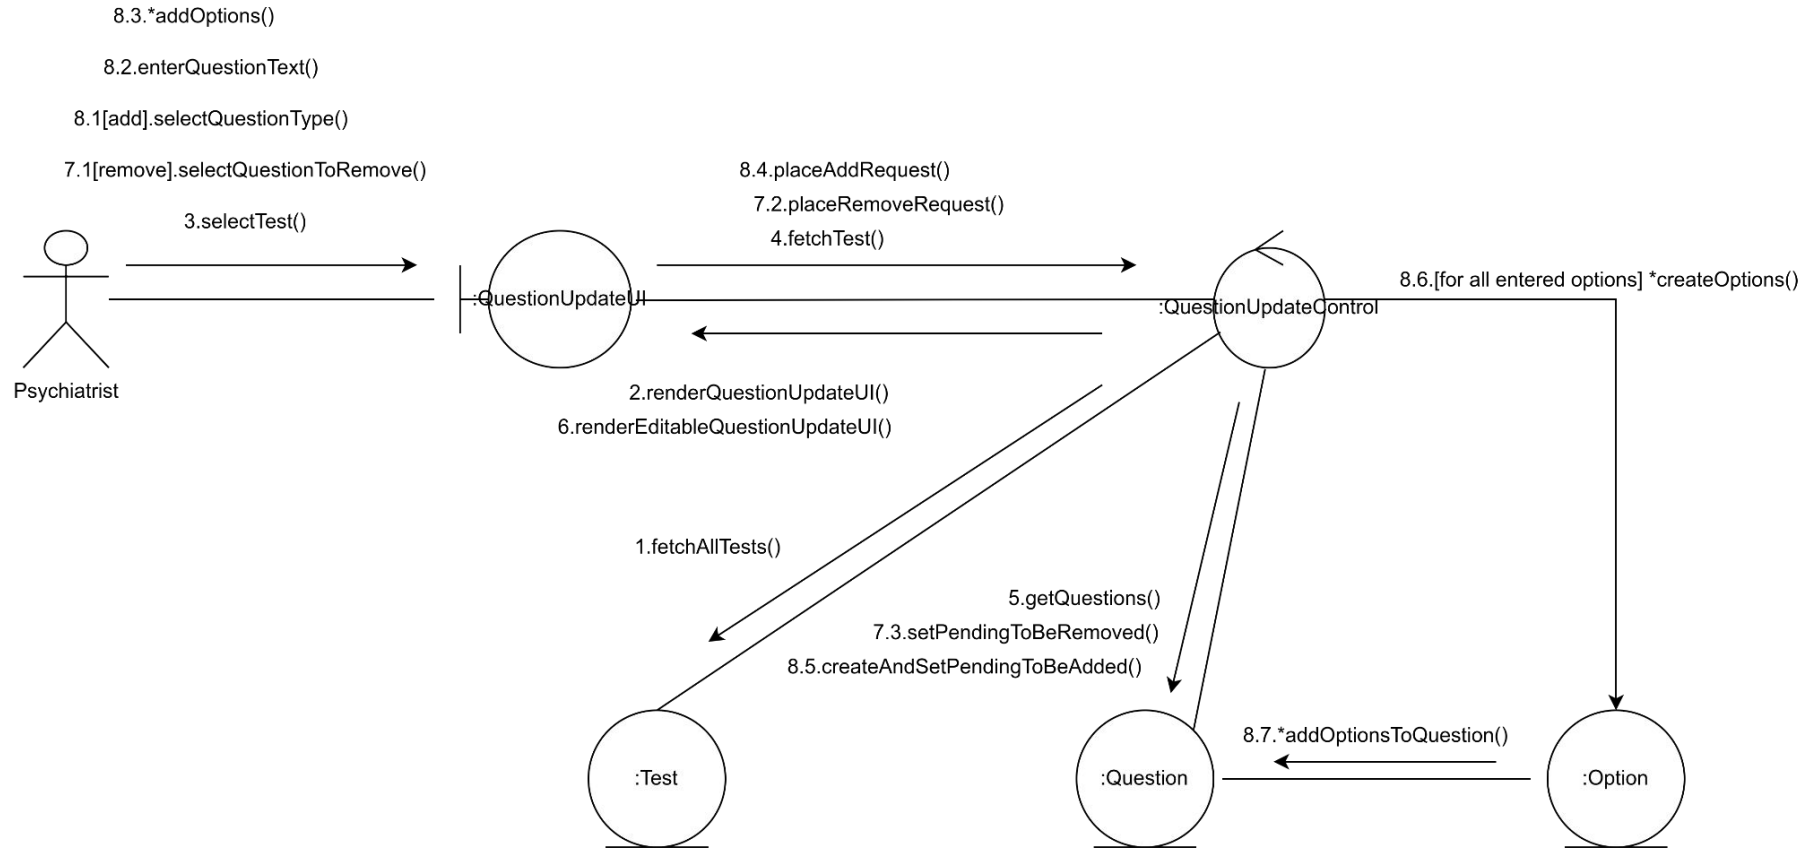 8.3.*addOptions()
8.2.enterQuestionText()
8.1[add].selectQuestionType()
7.1[remove].selectQuestionToRemove()
3.selectTest()
8.4.placeAddRequest()
7.2.placeRemoveRequest()
4.fetchTest()
8.6.[for all entered options] *createOptions()
:QuestionUpdateUI
:QuestionUpdateControl
Psychiatrist
2.renderQuestionUpdateUI()
6.renderEditableQuestionUpdateUI()
1.fetchAllTests()
5.getQuestions()
7.3.setPendingToBeRemoved()
8.5.createAndSetPendingToBeAdded()
8.7.*addOptionsToQuestion()
:Test
:Question
:Option